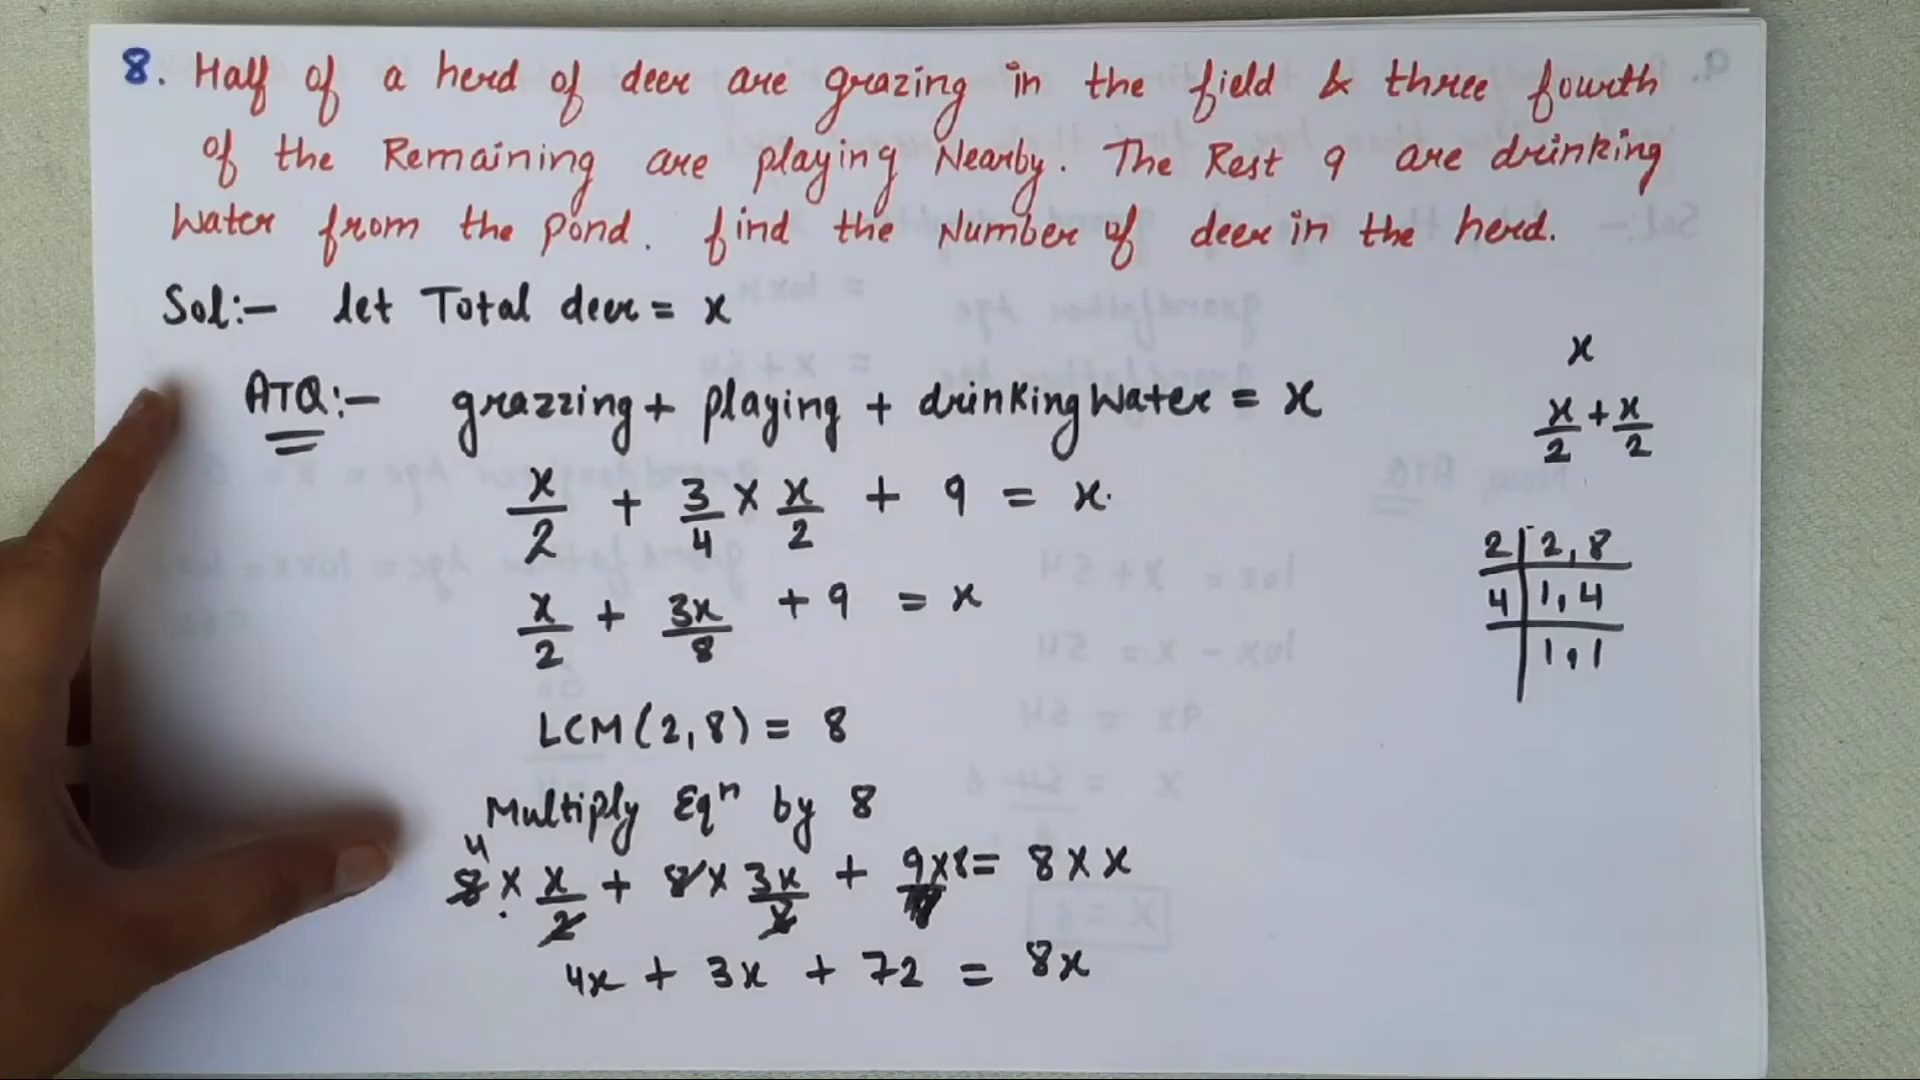 8. Half of a herd of deer are grazing in the field & three fourth
of the Remaining are playing Nearby. The Rest 9 are drinking
Water from the pond. find the Number of deer in the herd.
Sol:- let Total deer = x
ATQ:- grazzing + playing + drinking Water = x
x/2 + 3/4 × x/2 + 9 = x.
x/2 + 3x/8 + 9 = x
LCM (2,8) = 8
Multiply Eqⁿ by 8
4
8 × x/2 + 8 × 3x/8 + 9×8 = 8 × x
4x + 3x + 72 = 8x
x
x/2 + x/2
2 | 2, 8
4 | 1, 4
| 1, 1